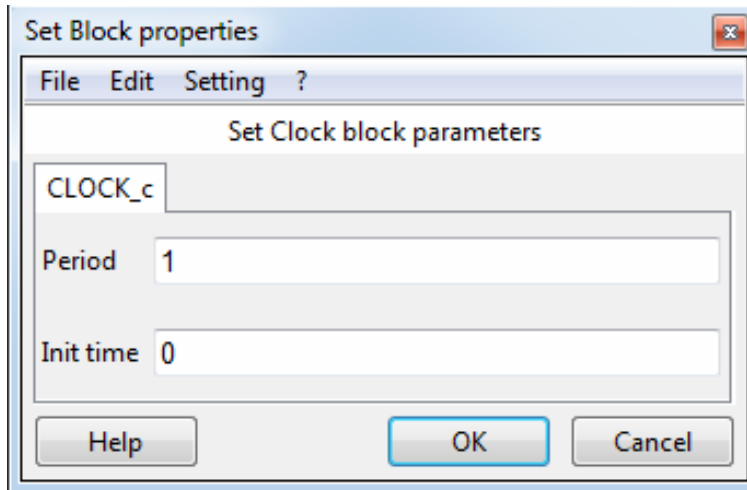 Set Block properties
File Edit Setting ?
Set Clock block parameters
CLOCK_c
Period 1
Init time 0
Help OK Cancel